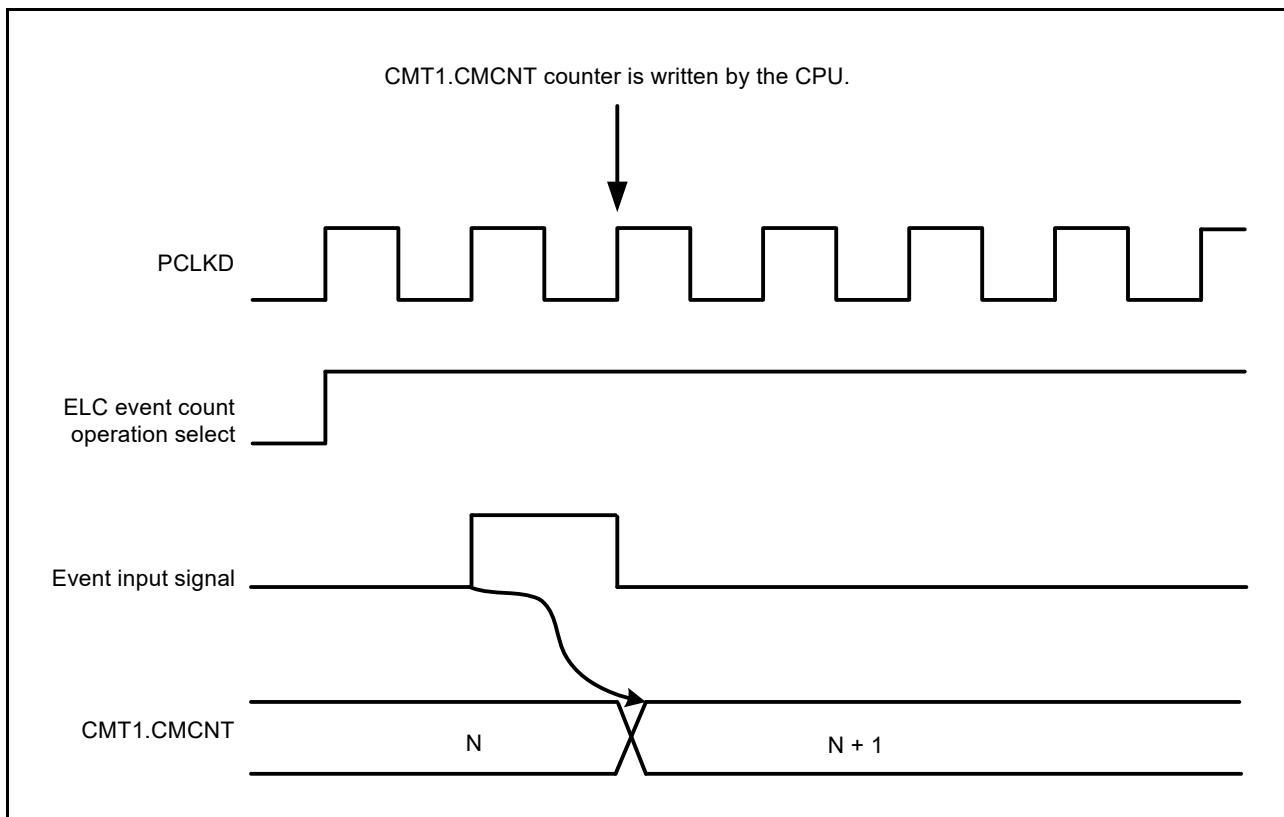 CMT1.CMCNT counter is written by the CPU.
PCLKD
ELC event count
operation select
Event input signal
CMT1.CMCNT
N
N + 1